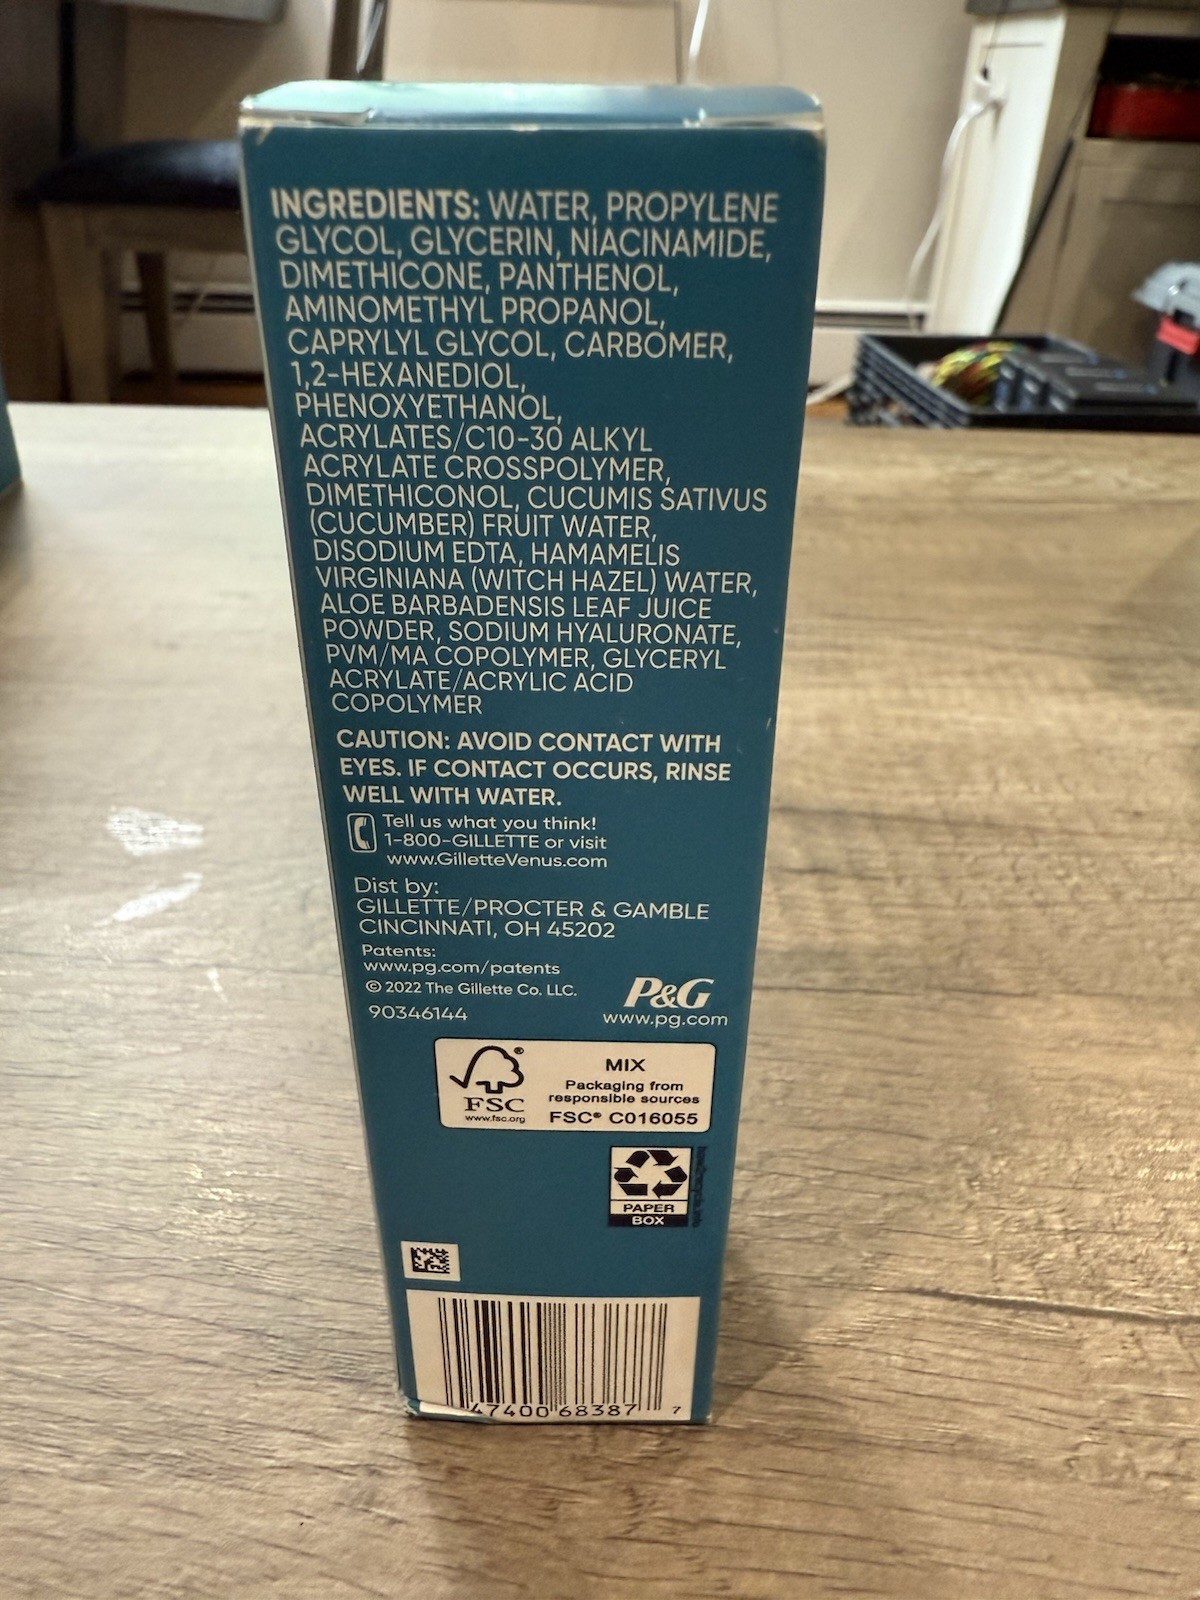 INGREDIENTS: WATER, PROPYLENE
GLYCOL, GLYCERIN, NIACINAMIDE,
DIMETHICONE, PANTHENOL,
AMINOMETHYL PROPANOL,
CAPRYLYL GLYCOL, CARBOMER,
1,2-HEXANEDIOL,
PHENOXYETHANOL,
ACRYLATES/C10-30 ALKYL
ACRYLATE CROSSPOLYMER,
DIMETHICONOL, CUCUMIS SATIVUS
(CUCUMBER) FRUIT WATER,
DISODIUM EDTA, HAMAMELIS
VIRGINIANA (WITCH HAZEL) WATER,
ALOE BARBADENSIS LEAF JUICE
POWDER, SODIUM HYALURONATE,
PVM/MA COPOLYMER, GLYCERYL
ACRYLATE/ACRYLIC ACID
COPOLYMER
CAUTION: AVOID CONTACT WITH
EYES. IF CONTACT OCCURS, RINSE
WELL WITH WATER.
Tell us what you think!
1-800-GILLETTE or visit
www.GilletteVenus.com
Dist by:
GILLETTE/PROCTER & GAMBLE
CINCINNATI, OH 45202
Patents:
www.pg.com/patents
© 2022 The Gillette Co. LLC.
90346144
P&G
www.pg.com
FSC
www.fsc.org
MIX
Packaging from
responsible sources
FSC® C016055
PAPER
BOX
47400 68387 7